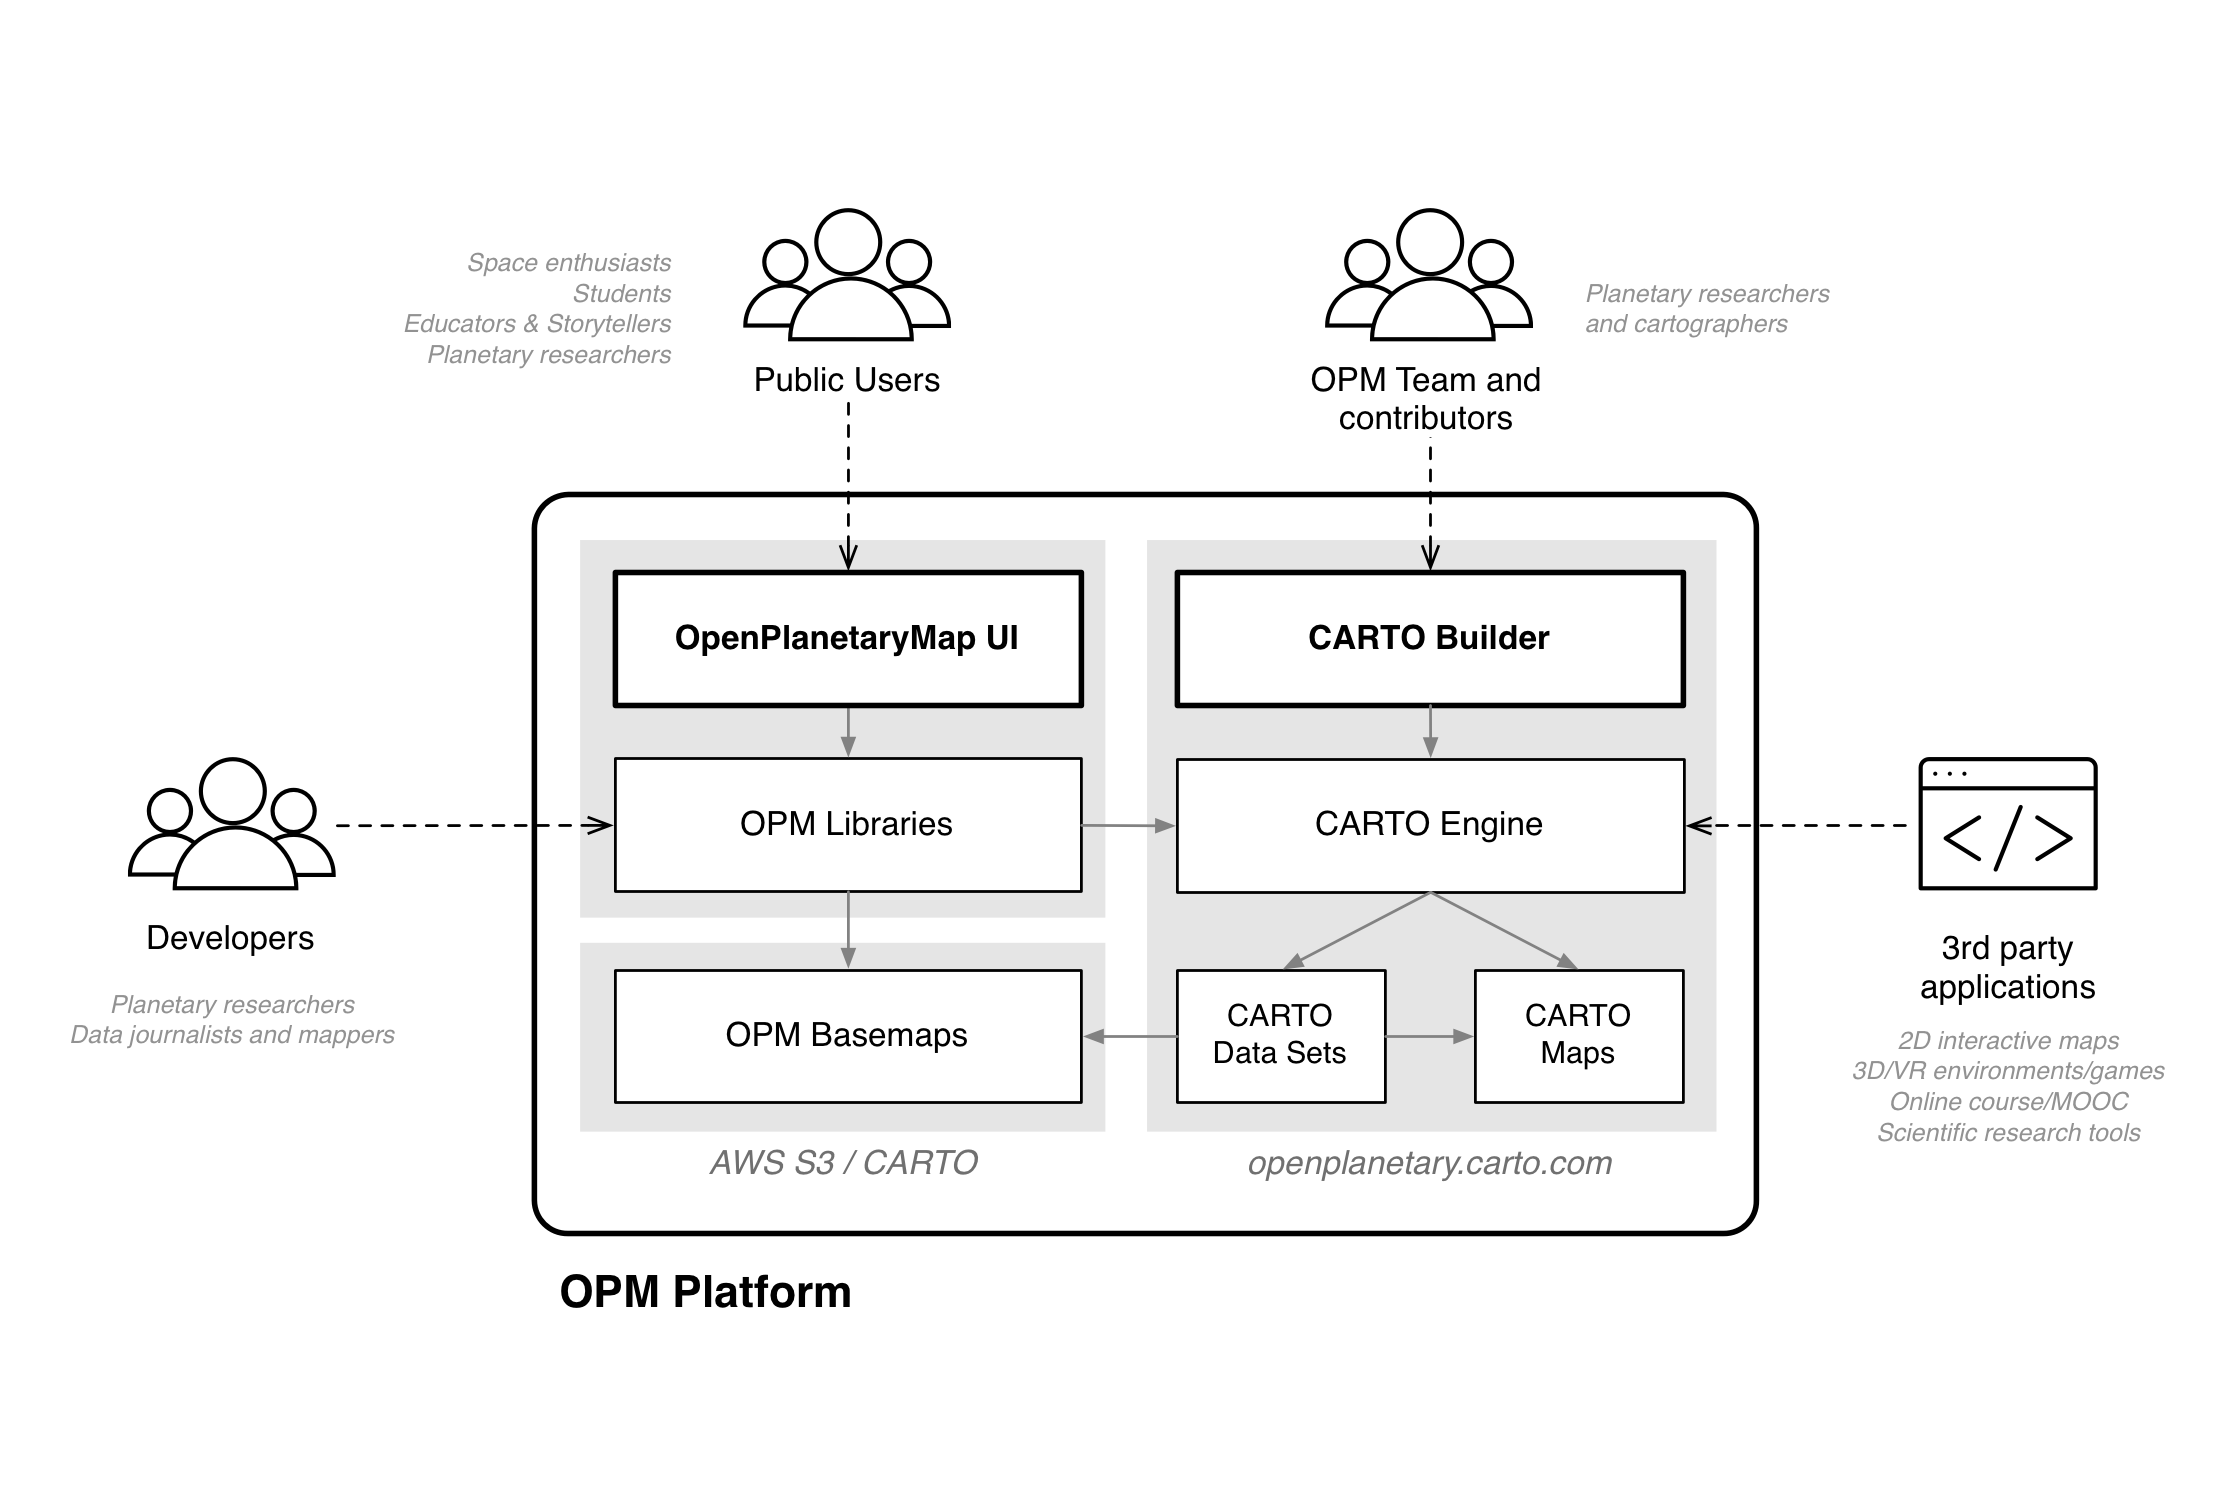 Space enthusiasts
Students
Educators & Storytellers
Planetary researchers
Public Users
OPM Team and
contributors
Planetary researchers
and cartographers
OpenPlanetaryMap UI
CARTO Builder
Developers
Planetary researchers
Data journalists and mappers
OPM Libraries
CARTO Engine
</>
3rd party
applications
2D interactive maps
3D/VR environments/games
Online course/MOOC
Scientific research tools
OPM Basemaps
CARTO
Data Sets
CARTO
Maps
AWS S3 / CARTO
openplanetary.carto.com
OPM Platform